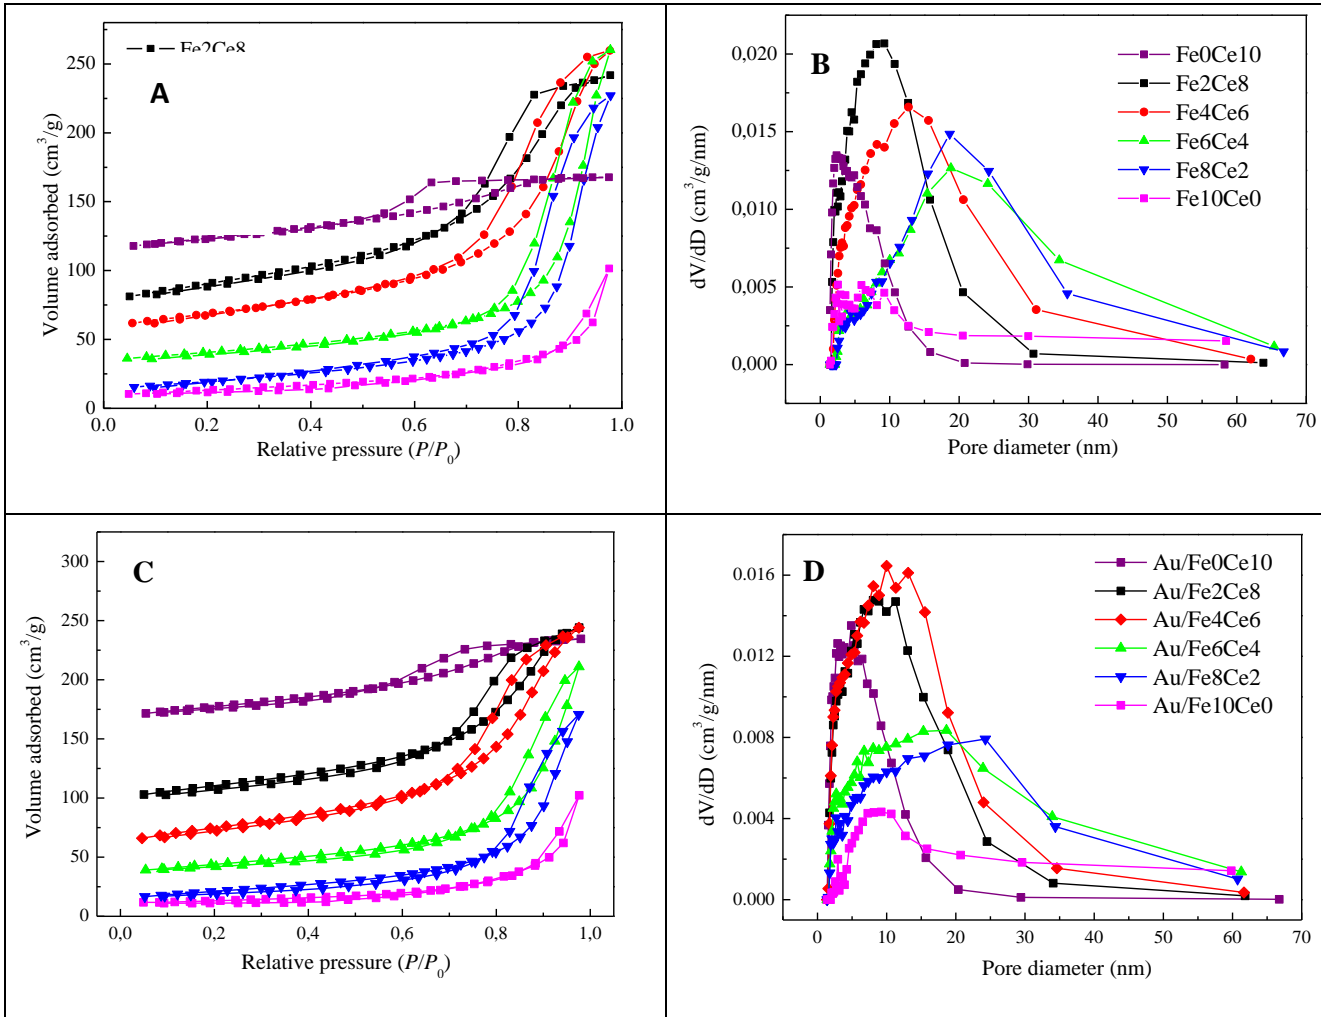 A
Fe2Ce8
Volume adsorbed (cm³/g)
250
200
150
100
50
0
0.0 0.2 0.4 0.6 0.8 1.0
Relative pressure (P/P₀)
B
Fe0Ce10
Fe2Ce8
Fe4Ce6
Fe6Ce4
Fe8Ce2
Fe10Ce0
dV/dD (cm³/g/nm)
0,020
0,015
0,010
0,005
0,000
0 10 20 30 40 50 60 70
Pore diameter (nm)
C
Volume adsorbed (cm³/g)
300
250
200
150
100
50
0
0,0 0,2 0,4 0,6 0,8 1,0
Relative pressure (P/P₀)
D
Au/Fe0Ce10
Au/Fe2Ce8
Au/Fe4Ce6
Au/Fe6Ce4
Au/Fe8Ce2
Au/Fe10Ce0
dV/dD (cm³/g/nm)
0.016
0.012
0.008
0.004
0.000
0 10 20 30 40 50 60 70
Pore diameter (nm)